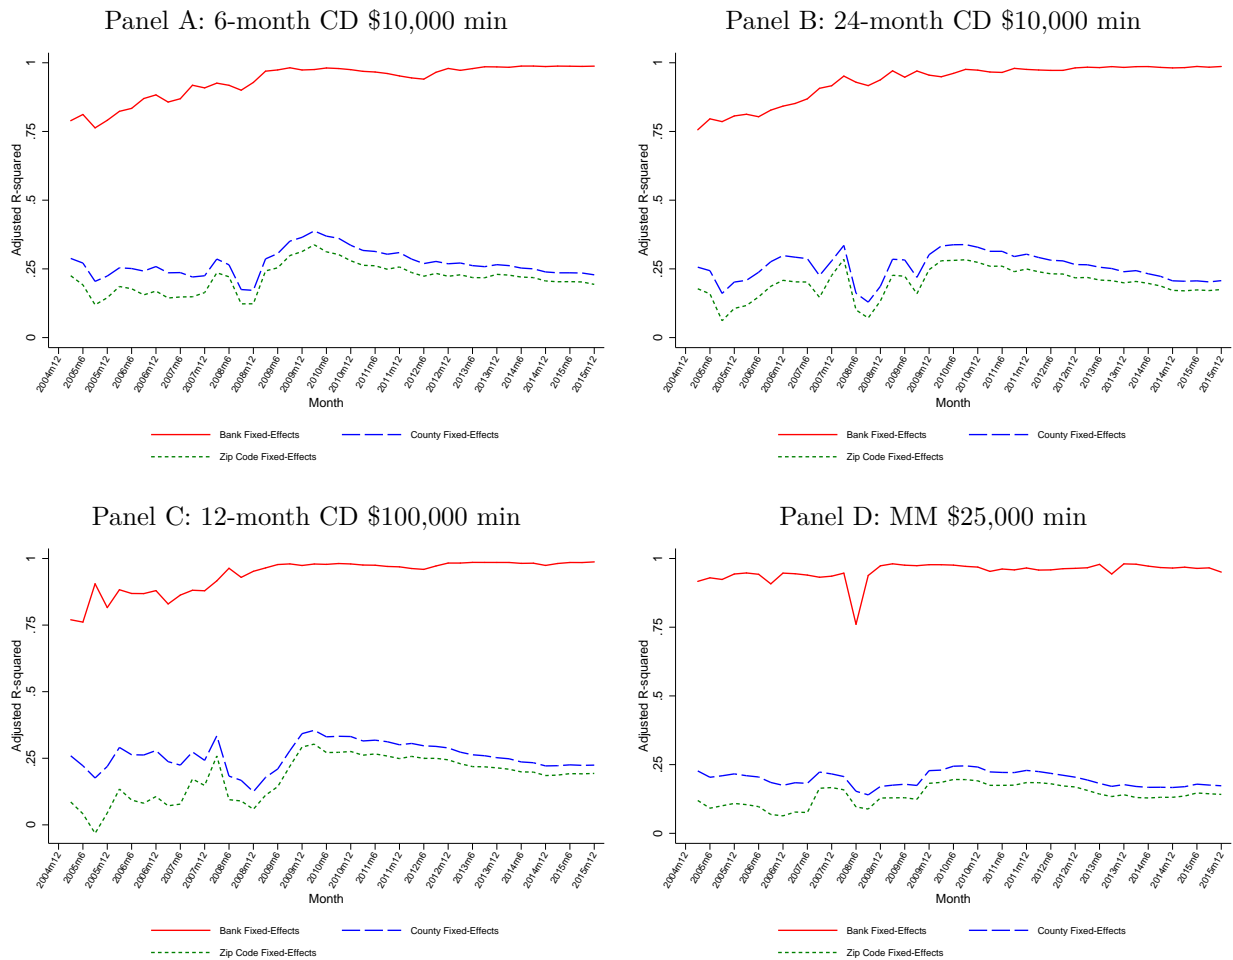 Panel A: 6-month CD $10,000 min
Adjusted R-squared
1
.75
.5
.25
0
2004m12
2005m6
2005m12
2006m6
2006m12
2007m6
2007m12
2008m6
2008m12
2009m6
2009m12
2010m6
2010m12
2011m6
2011m12
2012m6
2012m12
2013m6
2013m12
2014m6
2014m12
2015m6
2015m12
Month
Bank Fixed-Effects
County Fixed-Effects
Zip Code Fixed-Effects
Panel B: 24-month CD $10,000 min
Adjusted R-squared
1
.75
.5
.25
0
2004m12
2005m6
2005m12
2006m6
2006m12
2007m6
2007m12
2008m6
2008m12
2009m6
2009m12
2010m6
2010m12
2011m6
2011m12
2012m6
2012m12
2013m6
2013m12
2014m6
2014m12
2015m6
2015m12
Month
Bank Fixed-Effects
County Fixed-Effects
Zip Code Fixed-Effects
Panel C: 12-month CD $100,000 min
Adjusted R-squared
1
.75
.5
.25
0
2004m12
2005m6
2005m12
2006m6
2006m12
2007m6
2007m12
2008m6
2008m12
2009m6
2009m12
2010m6
2010m12
2011m6
2011m12
2012m6
2012m12
2013m6
2013m12
2014m6
2014m12
2015m6
2015m12
Month
Bank Fixed-Effects
County Fixed-Effects
Zip Code Fixed-Effects
Panel D: MM $25,000 min
Adjusted R-squared
1
.75
.5
.25
0
2004m12
2005m6
2005m12
2006m6
2006m12
2007m6
2007m12
2008m6
2008m12
2009m6
2009m12
2010m6
2010m12
2011m6
2011m12
2012m6
2012m12
2013m6
2013m12
2014m6
2014m12
2015m6
2015m12
Month
Bank Fixed-Effects
County Fixed-Effects
Zip Code Fixed-Effects